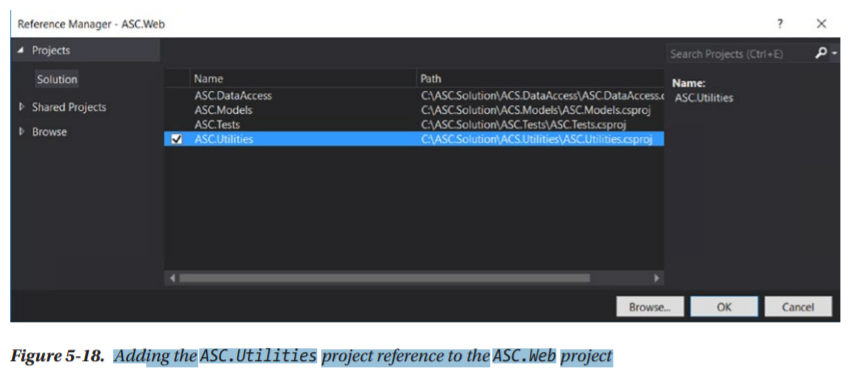 Reference Manager - ASC.Web
Projects
Search Projects (Ctrl+E)
Solution
Shared Projects
Browse
Name Path
ASC.DataAccess C:\ASC.Solution\ACS.DataAccess\ASC.DataAccess.c
ASC.Models C:\ASC.Solution\ACS.Models\ASC.Models.csproj
ASC.Tests C:\ASC.Solution\ASC.Tests\ASC.Tests.csproj
ASC.Utilities C:\ASC.Solution\ACS.Utilities\ASC.Utilities.csproj
Name:
ASC.Utilities
Browse... OK Cancel
Figure 5-18. Adding the ASC.Utilities project reference to the ASC.Web project